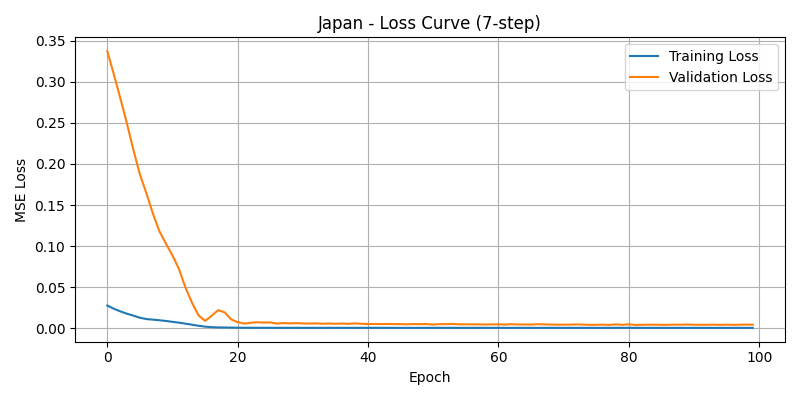 Japan - Loss Curve (7-step)
Training Loss
Validation Loss
MSE Loss
0.35
0.30
0.25
0.20
0.15
0.10
0.05
0.00
0
20
40
60
80
100
Epoch